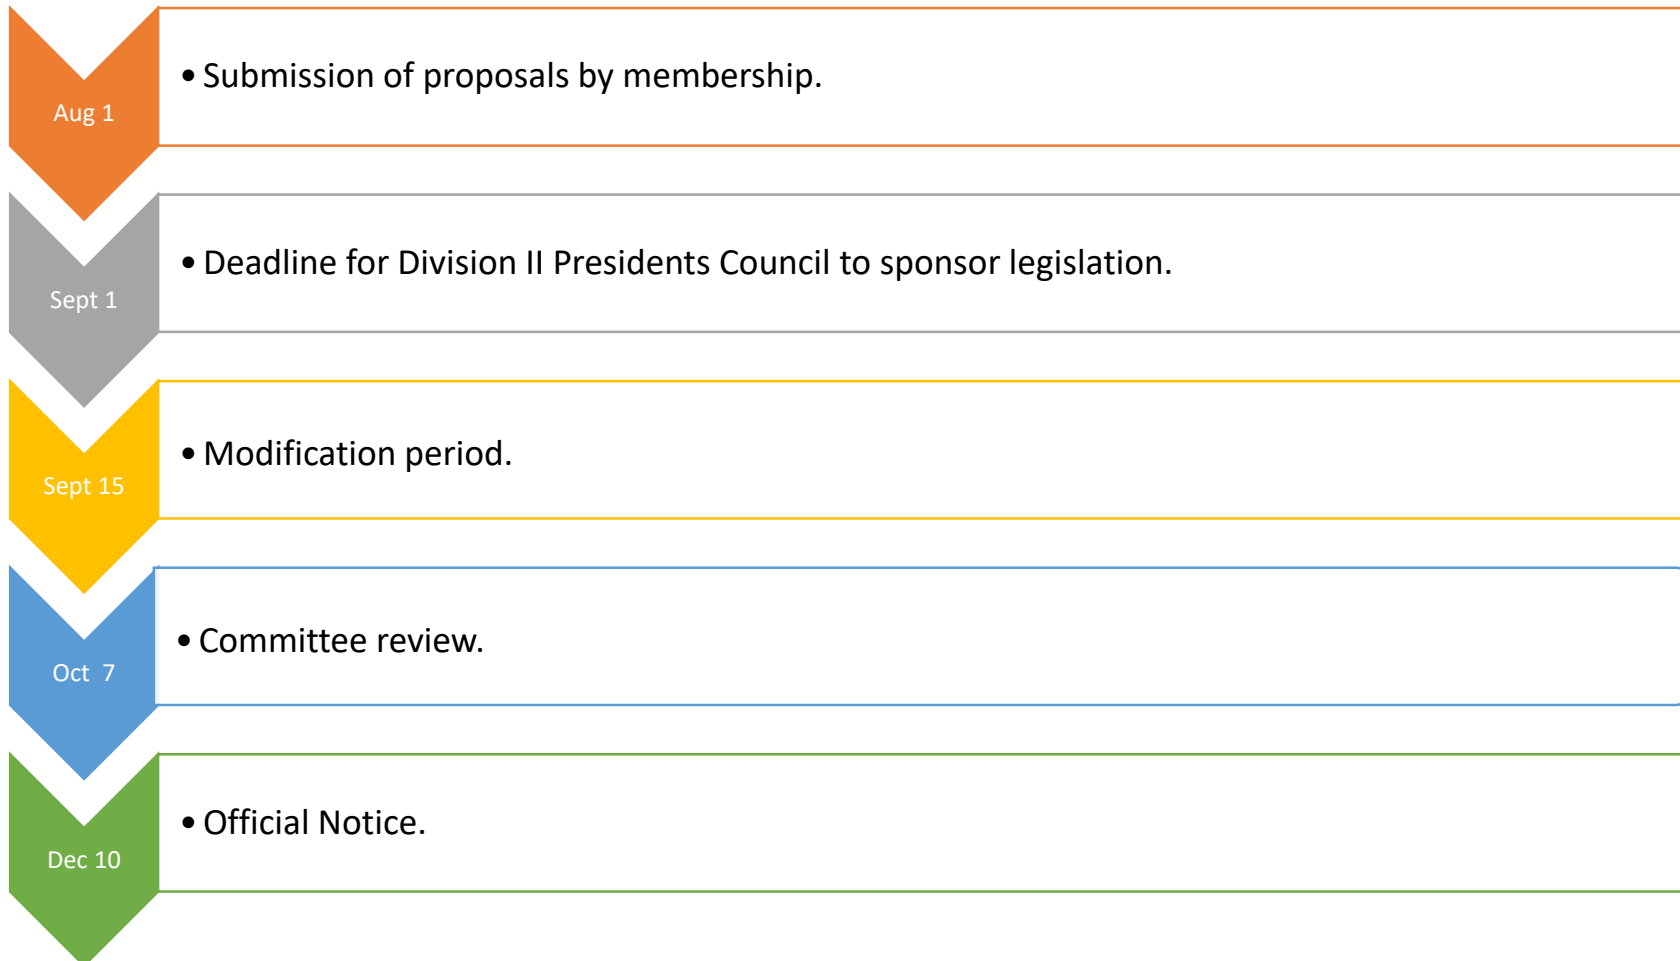 Aug 1
• Submission of proposals by membership.
Sept 1
• Deadline for Division II Presidents Council to sponsor legislation.
Sept 15
• Modification period.
Oct  7
• Committee review.
Dec 10
• Official Notice.